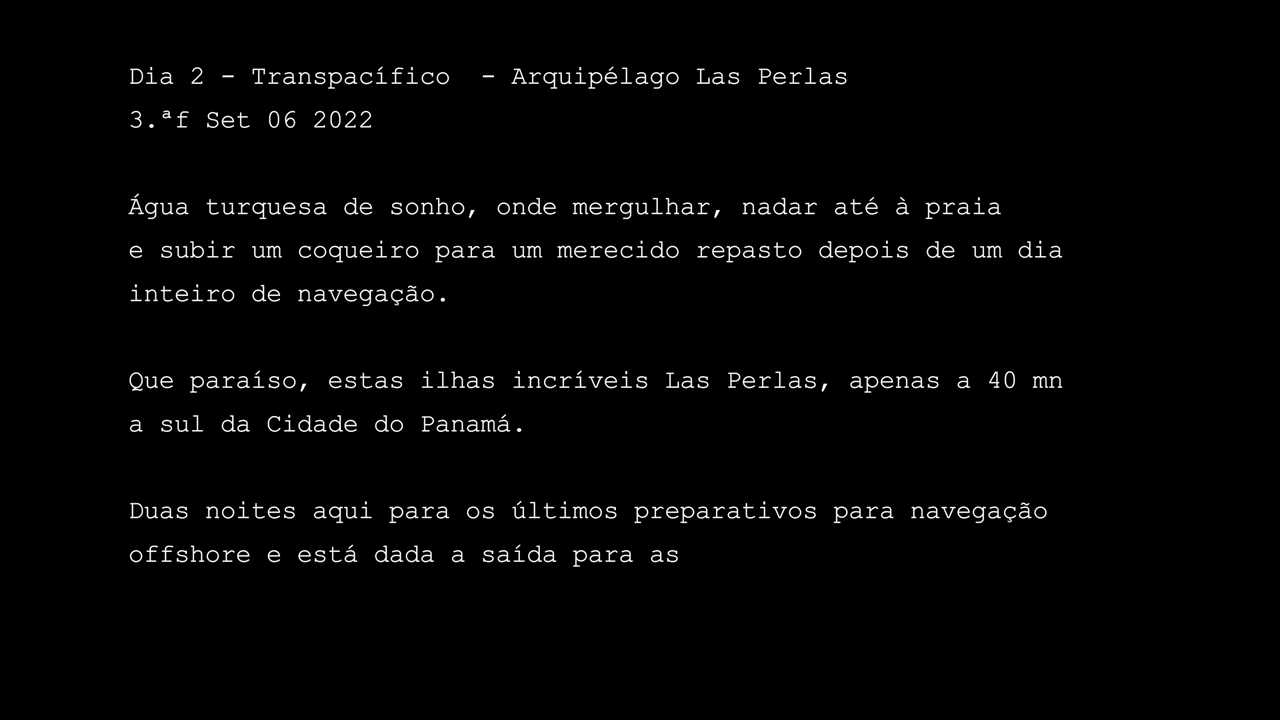 Dia 2 - Transpacífico  - Arquipélago Las Perlas
3.ªf Set 06 2022
Água turquesa de sonho, onde mergulhar, nadar até à praia
e subir um coqueiro para um merecido repasto depois de um dia
inteiro de navegação.
Que paraíso, estas ilhas incríveis Las Perlas, apenas a 40 mn
a sul da Cidade do Panamá.
Duas noites aqui para os últimos preparativos para navegação
offshore e está dada a saída para as